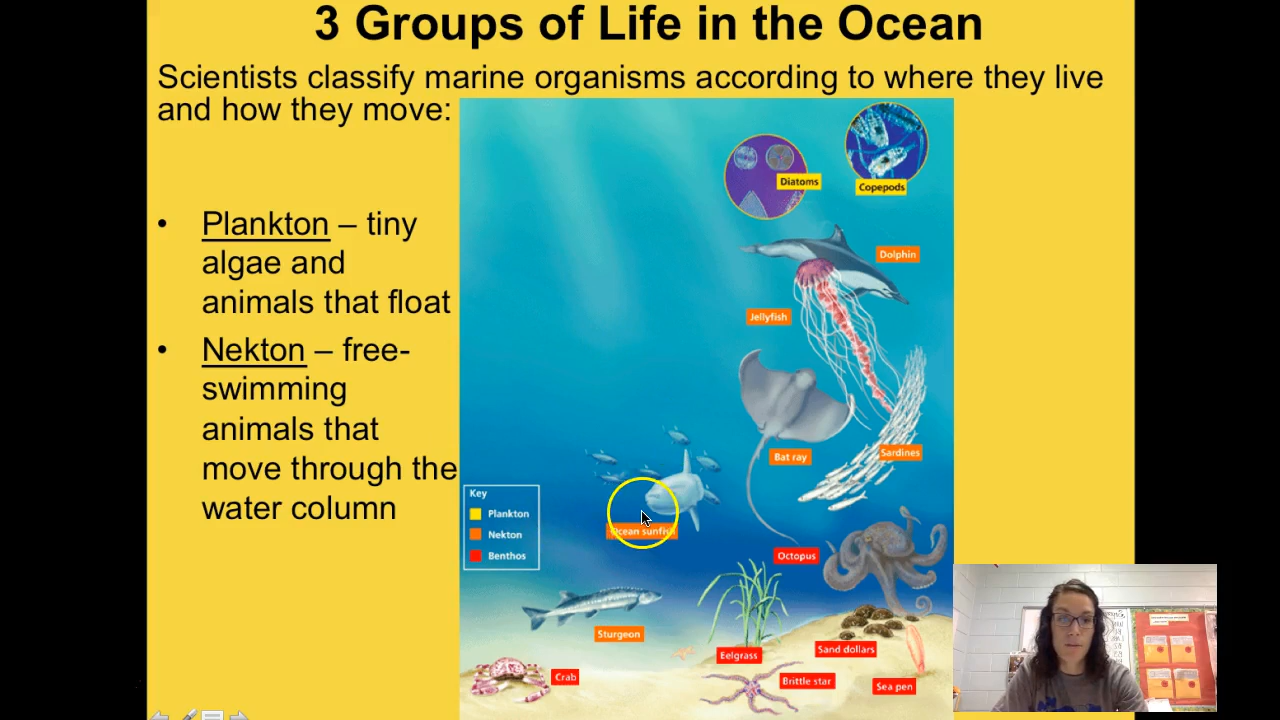 3 Groups of Life in the Ocean
Scientists classify marine organisms according to where they live
and how they move:
• Plankton – tiny
algae and
animals that float
• Nekton – free-
swimming
animals that
move through the
water column
Diatoms
Copepods
Dolphin
Jellyfish
Bat ray
Sardines
Ocean sunfish
Key
Plankton
Nekton
Benthos
Octopus
Sturgeon
Eelgrass
Sand dollars
Crab
Brittle star
Sea pen